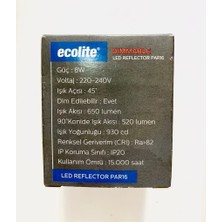 ecolite® DIMMABLE
LED REFLECTOR PAR16
Güç : 8W
Voltaj : 220-240V
Işık Açısı : 45°
Dim Edilebilir : Evet
Işık Akısı : 650 lumen
90°Konide Işık Akısı : 520 lumen
Işık Yoğunluğu : 930 cd
Renksel Geriverim (CRI) : Ra>82
IP Koruma Sınıfı : IP20
Kullanım Ömrü : 15.000 saat
LED REFLECTOR PAR16